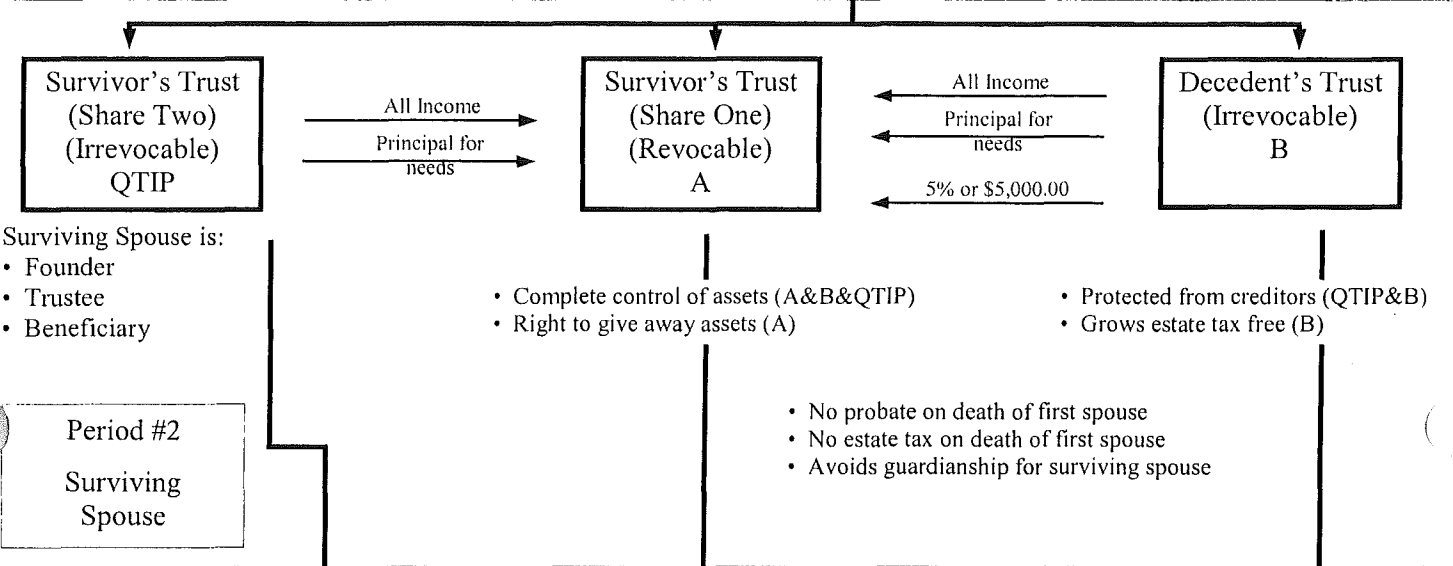 Survivor's Trust
(Share Two)
(Irrevocable)
QTIP
All Income
Principal for
needs
Survivor's Trust
(Share One)
(Revocable)
A
All Income
Principal for
needs
5% or $5,000.00
Decedent's Trust
(Irrevocable)
B
Surviving Spouse is:
• Founder
• Trustee
• Beneficiary
• Complete control of assets (A&B&QTIP)
• Right to give away assets (A)
• Protected from creditors (QTIP&B)
• Grows estate tax free (B)
• No probate on death of first spouse
• No estate tax on death of first spouse
• Avoids guardianship for surviving spouse
Period #2
Surviving
Spouse